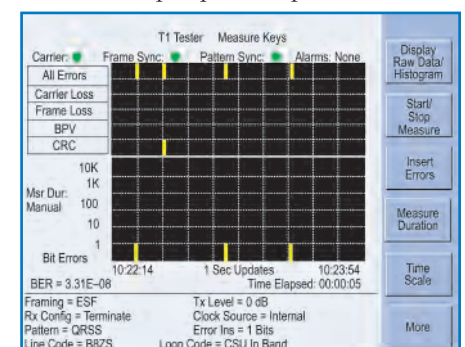 T1 Tester Measure Keys
Carrier: Frame Sync: Pattern Sync: Alarms: None
All Errors
Carrier Loss
Frame Loss
BPV
CRC
10K
1K
Msr Dur:
Manual 100
10
1
Bit Errors
10:22:14 1 Sec Updates 10:23:54
BER = 3.31E–08 Time Elapsed: 00:00:05
Framing = ESF Tx Level = 0 dB
Rx Config = Terminate Clock Source = Internal
Pattern = QRSS Error Ins = 1 Bits
Line Code = B8ZS Loop Code = CSU In Band
Display
Raw Data/
Histogram
Start/
Stop
Measure
Insert
Errors
Measure
Duration
Time
Scale
More